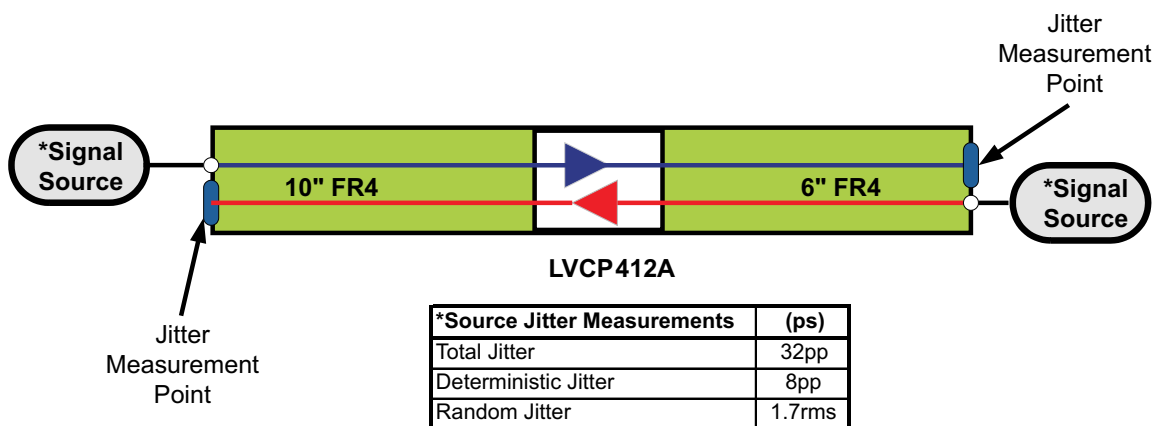 Jitter
Measurement
Point
*Signal
Source
10" FR4
6" FR4
*Signal
Source
LVCP412A
Jitter
Measurement
Point
*Source Jitter Measurements (ps)
Total Jitter 32pp
Deterministic Jitter 8pp
Random Jitter 1.7rms